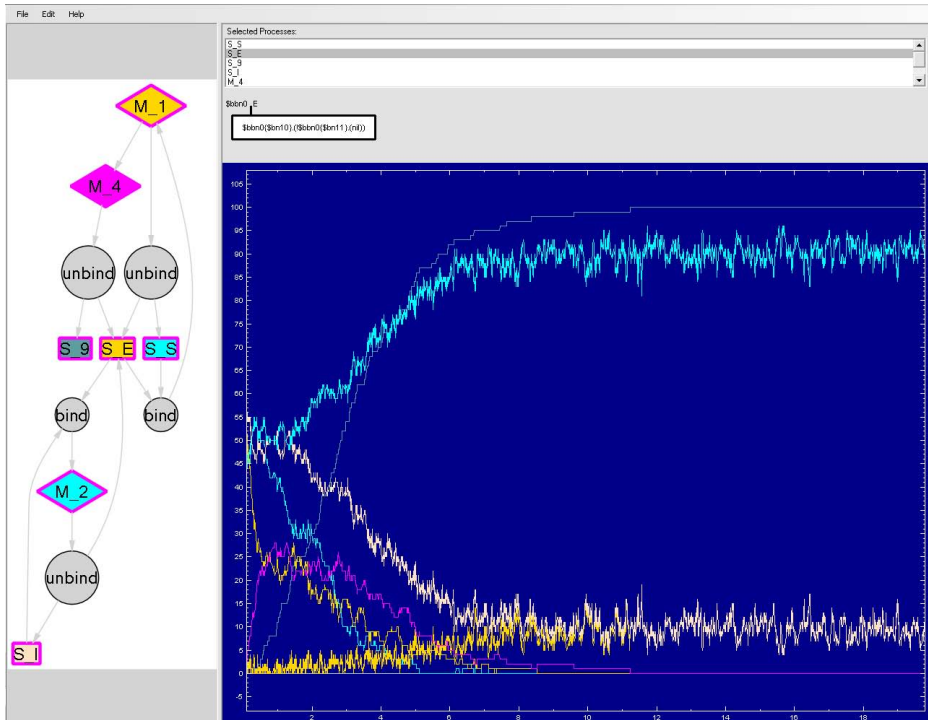 File Edit Help
Selected Processes:
S_S
S_E
S_9
S_I
M_4
$bbn0 E
$bbn0($bn10).(!$bbn0($bn11).(nil))
M_1
M_4
unbind unbind
S_9 S_E S_S
bind bind
M_2
unbind
S_I
105
100
95
90
85
80
75
70
65
60
55
50
45
40
35
30
25
20
15
10
5
0
-5
2 4 6 8 10 12 14 16 18